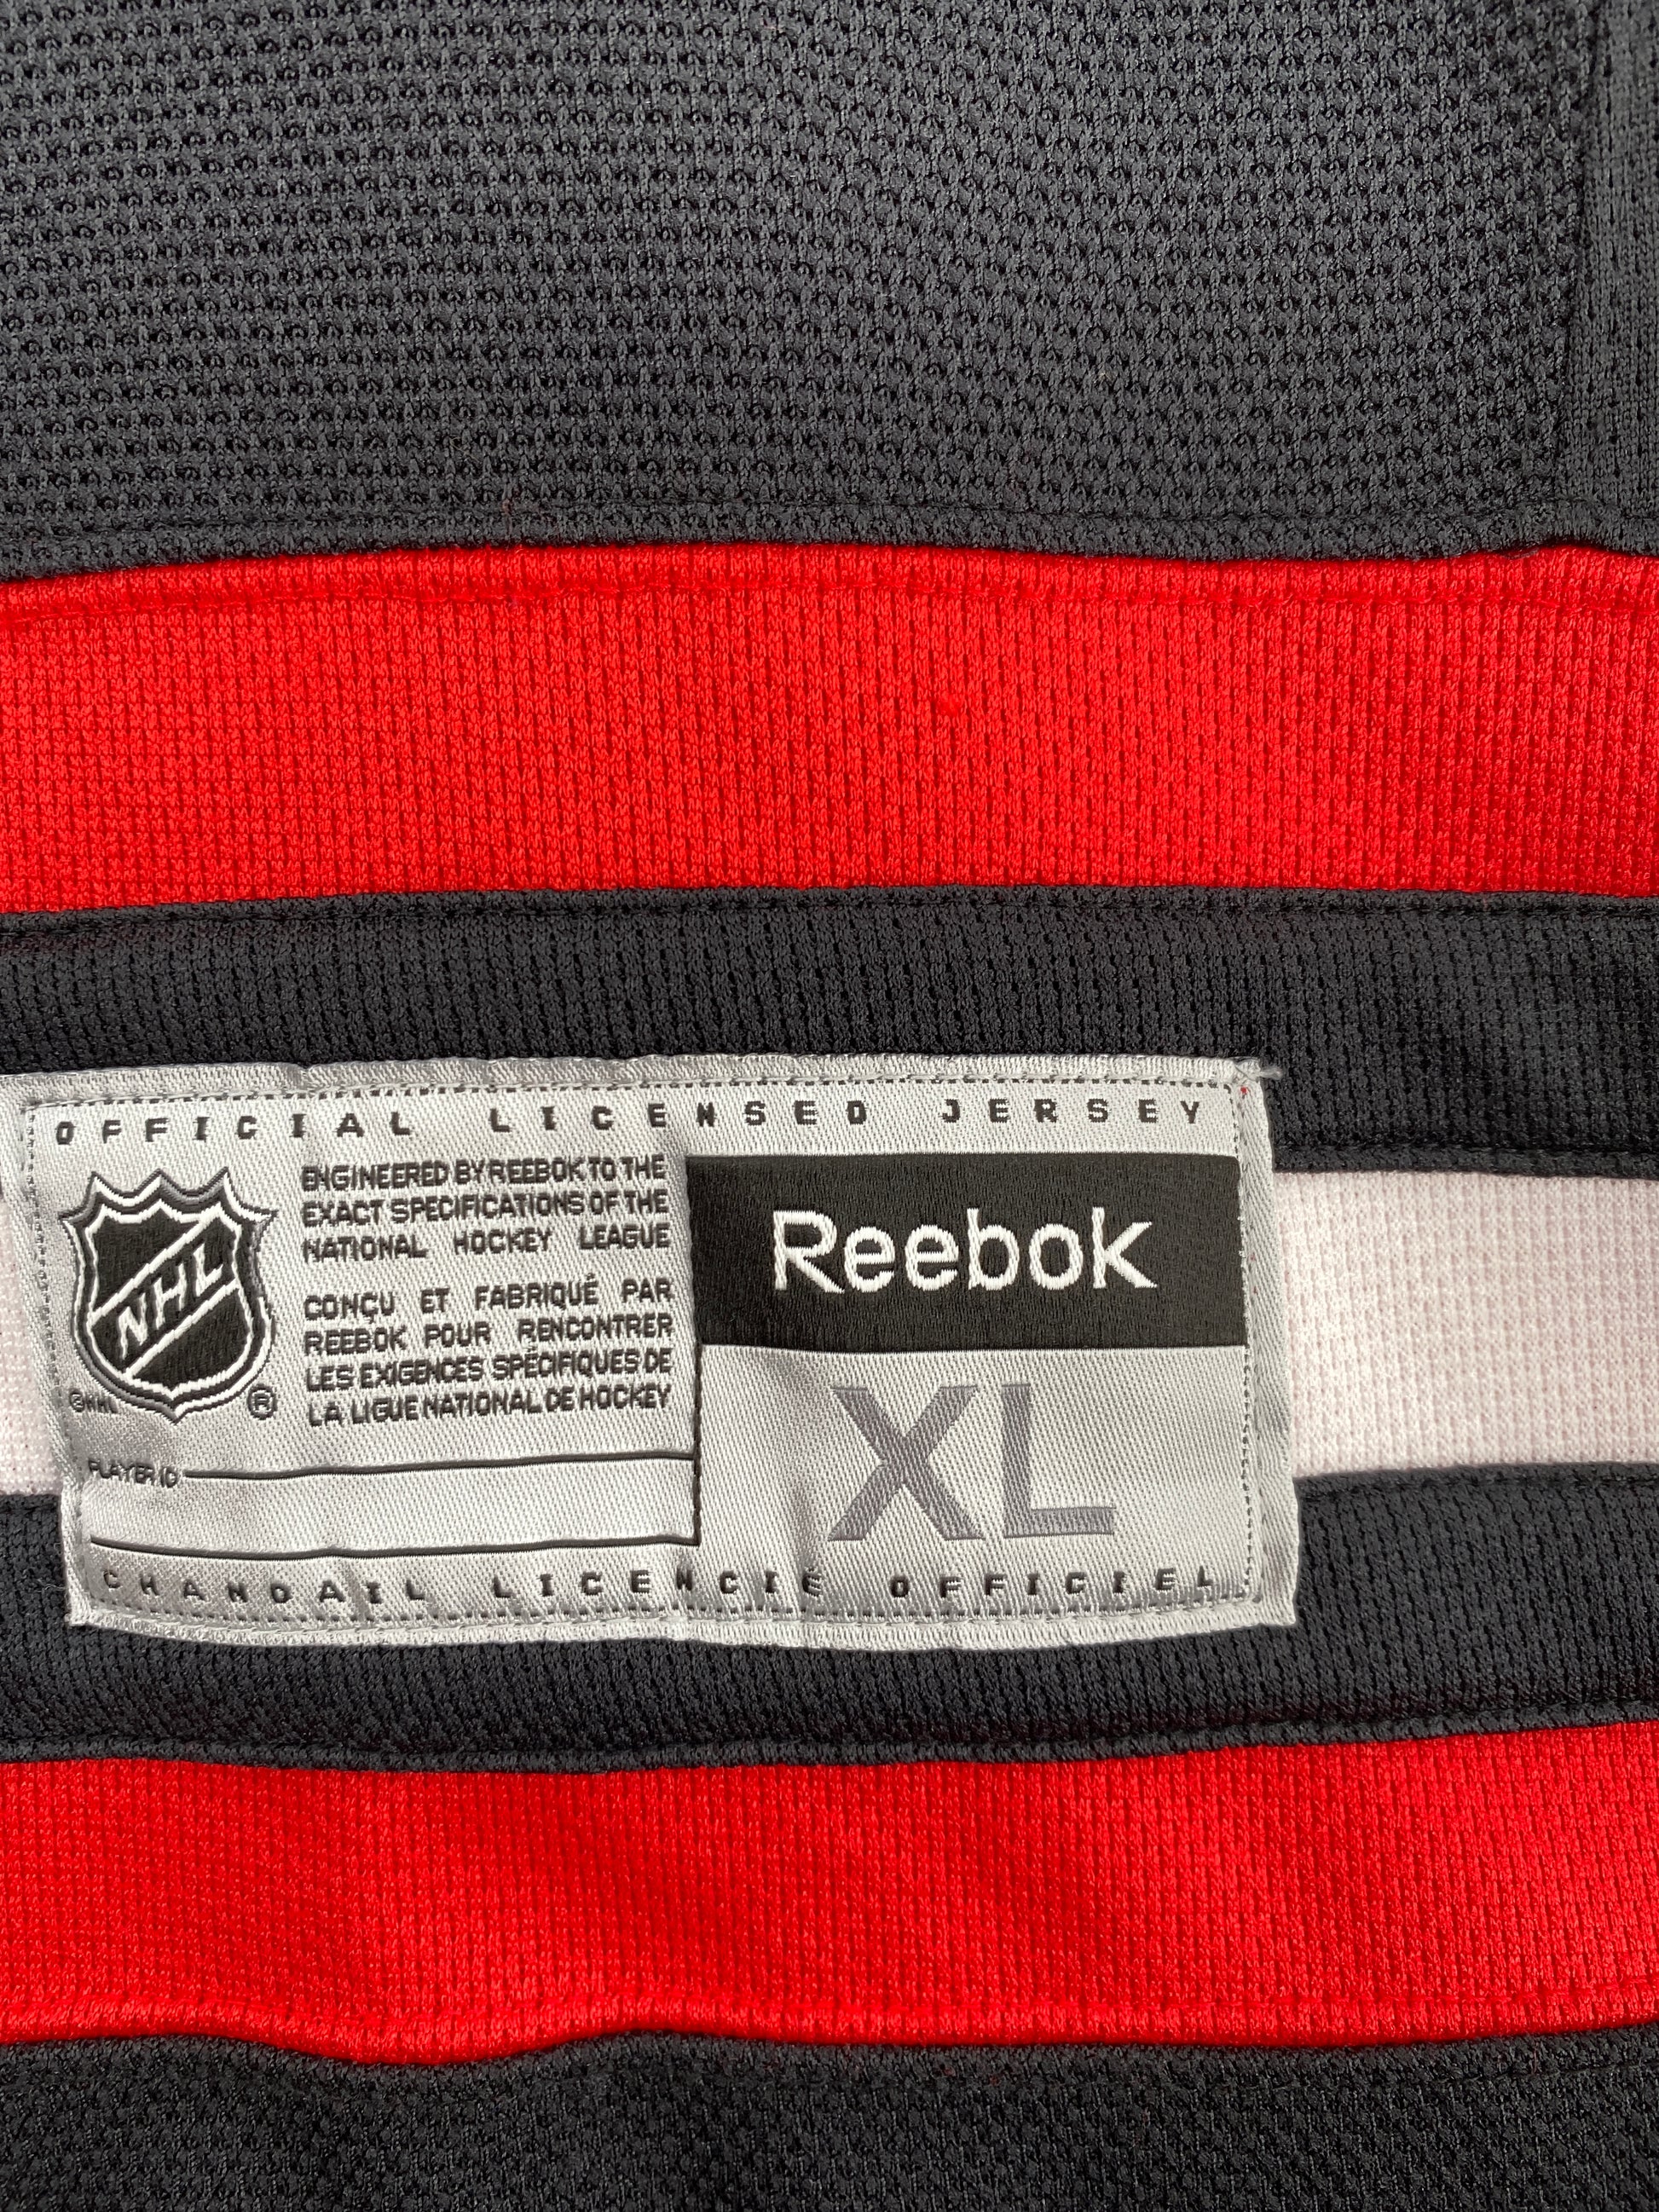 OFFICIAL LICENSED JERSEY
NHL
©NHL
®
ENGINEERED BY REEBOK TO THE
EXACT SPECIFICATIONS OF THE
NATIONAL HOCKEY LEAGUE
CONÇU ET FABRIQUÉ PAR
REEBOK POUR RENCONTRER
LES EXIGENCES SPÉCIFIQUES DE
LA LIGUE NATIONAL DE HOCKEY
PLAYER ID
Reebok
XL
CHANDAIL LICENCIÉ OFFICIEL